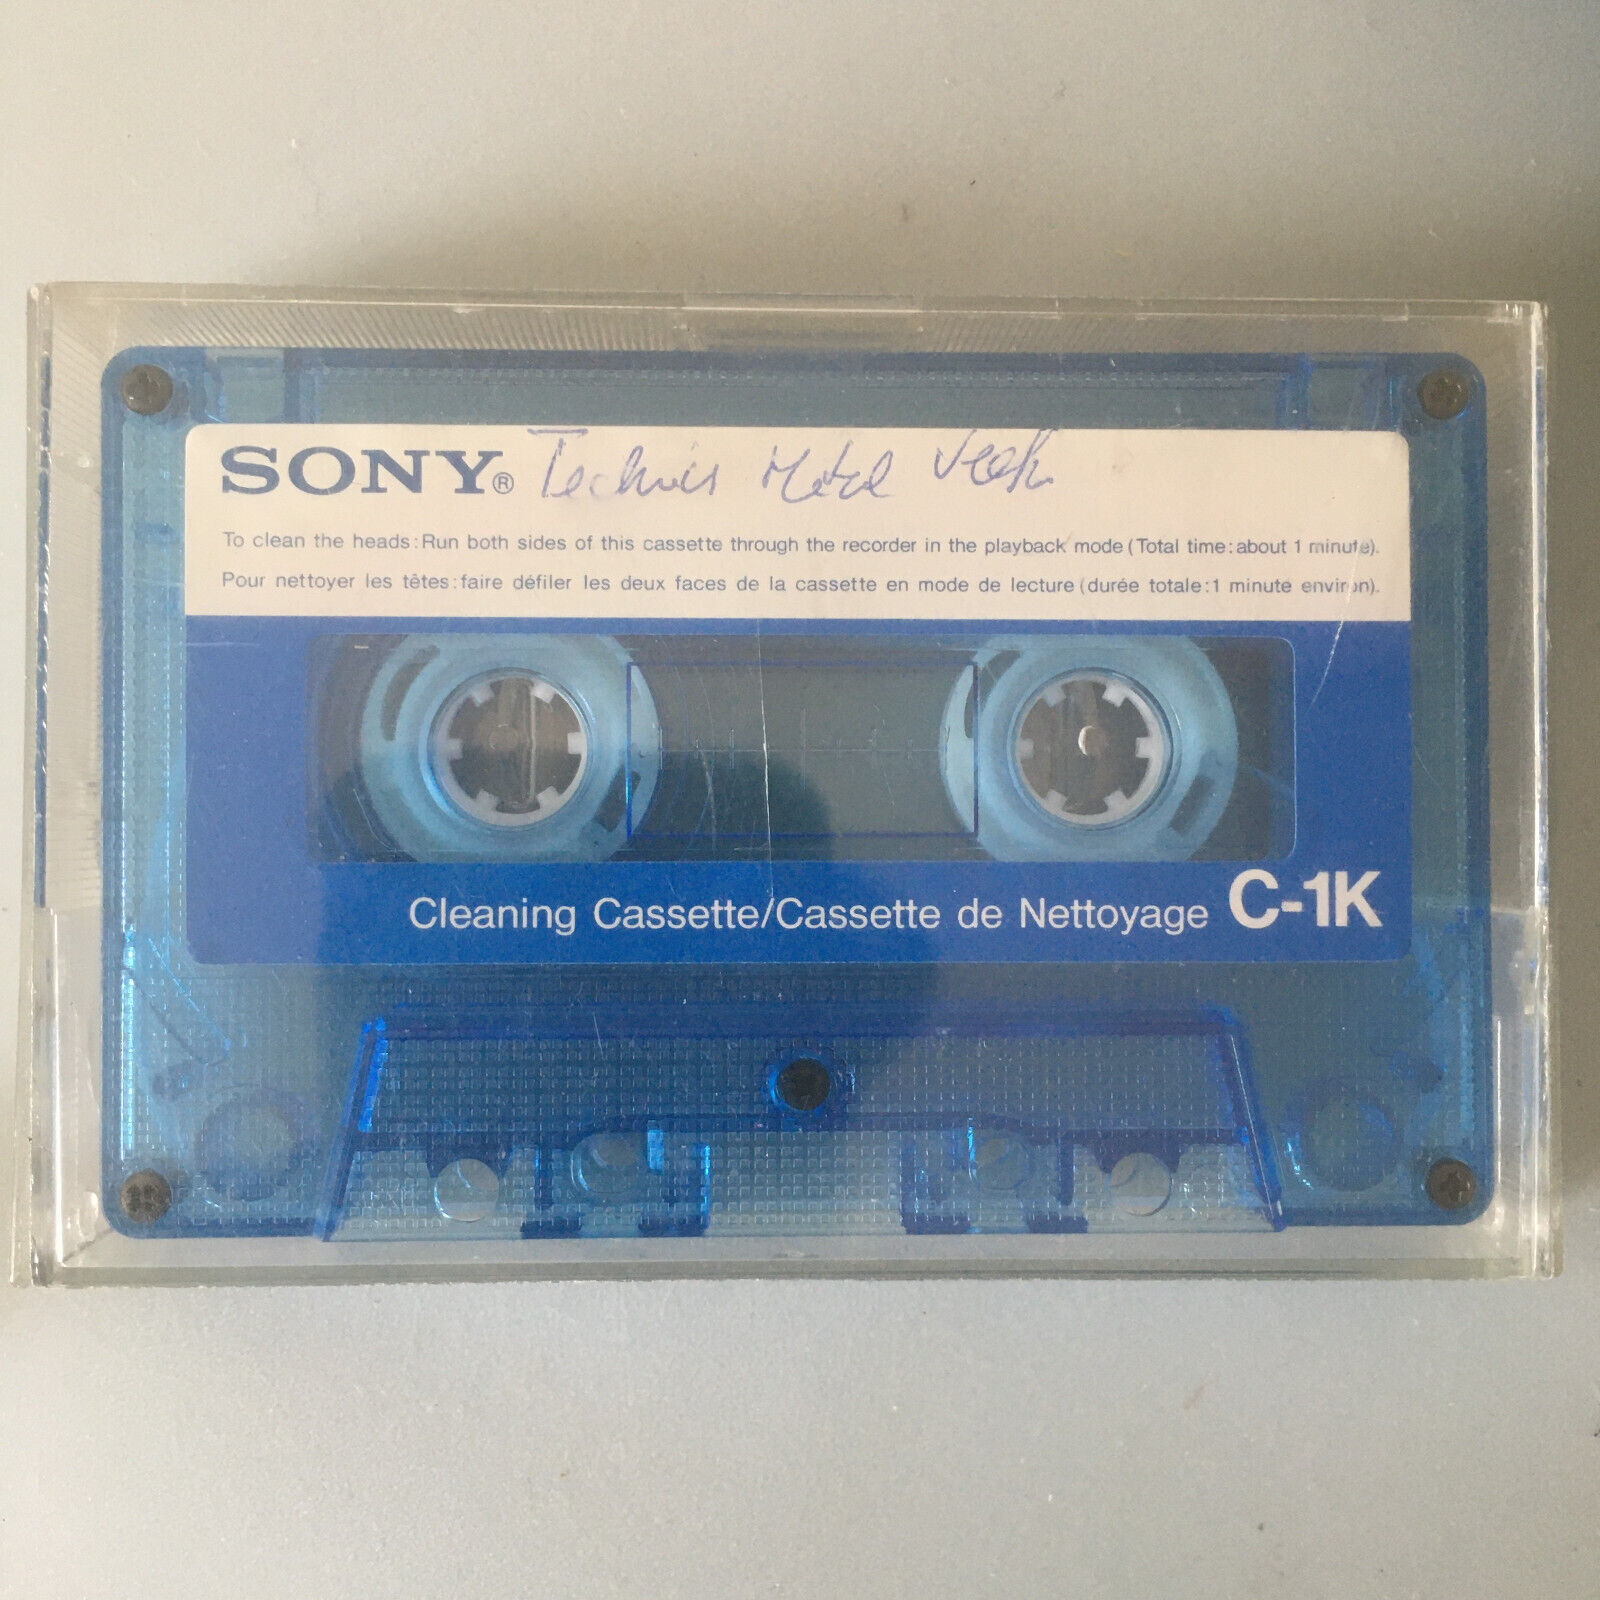 SONY® Technics Metal
To clean the heads:Run both sides of this cassette through the recorder in the playback mode(Total time:about 1 minute).
Pour nettoyer les têtes:faire défiler les deux faces de la cassette en mode de lecture(durée totale:1 minute environ).
Cleaning Cassette/Cassette de Nettoyage C-1K